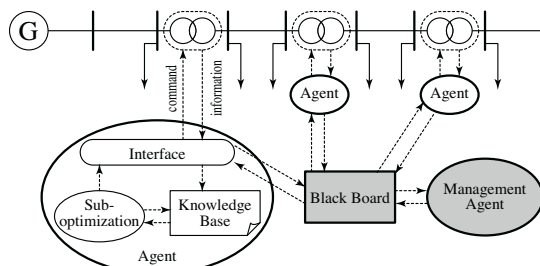 G
command
information
Agent
Agent
Interface
Sub-
optimization
Knowledge
Base
Agent
Black Board
Management
Agent